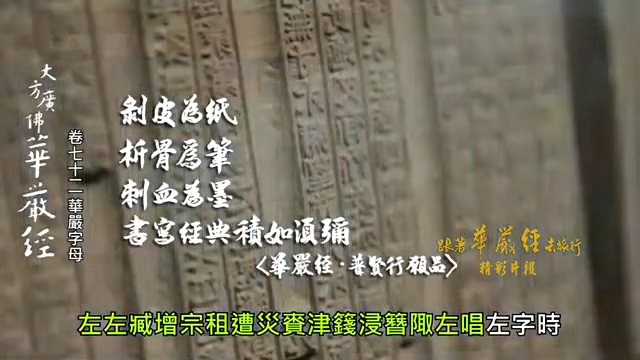 大方廣佛華嚴經
卷七十二華嚴字母
剝皮為紙
析骨為筆
刺血為墨
書寫經典積如須彌
《華嚴經·普賢行願品》
跟著華嚴經去旅行
精彩片段
左左臧增宗租遭災賷津籛浸簪陬左唱左字時